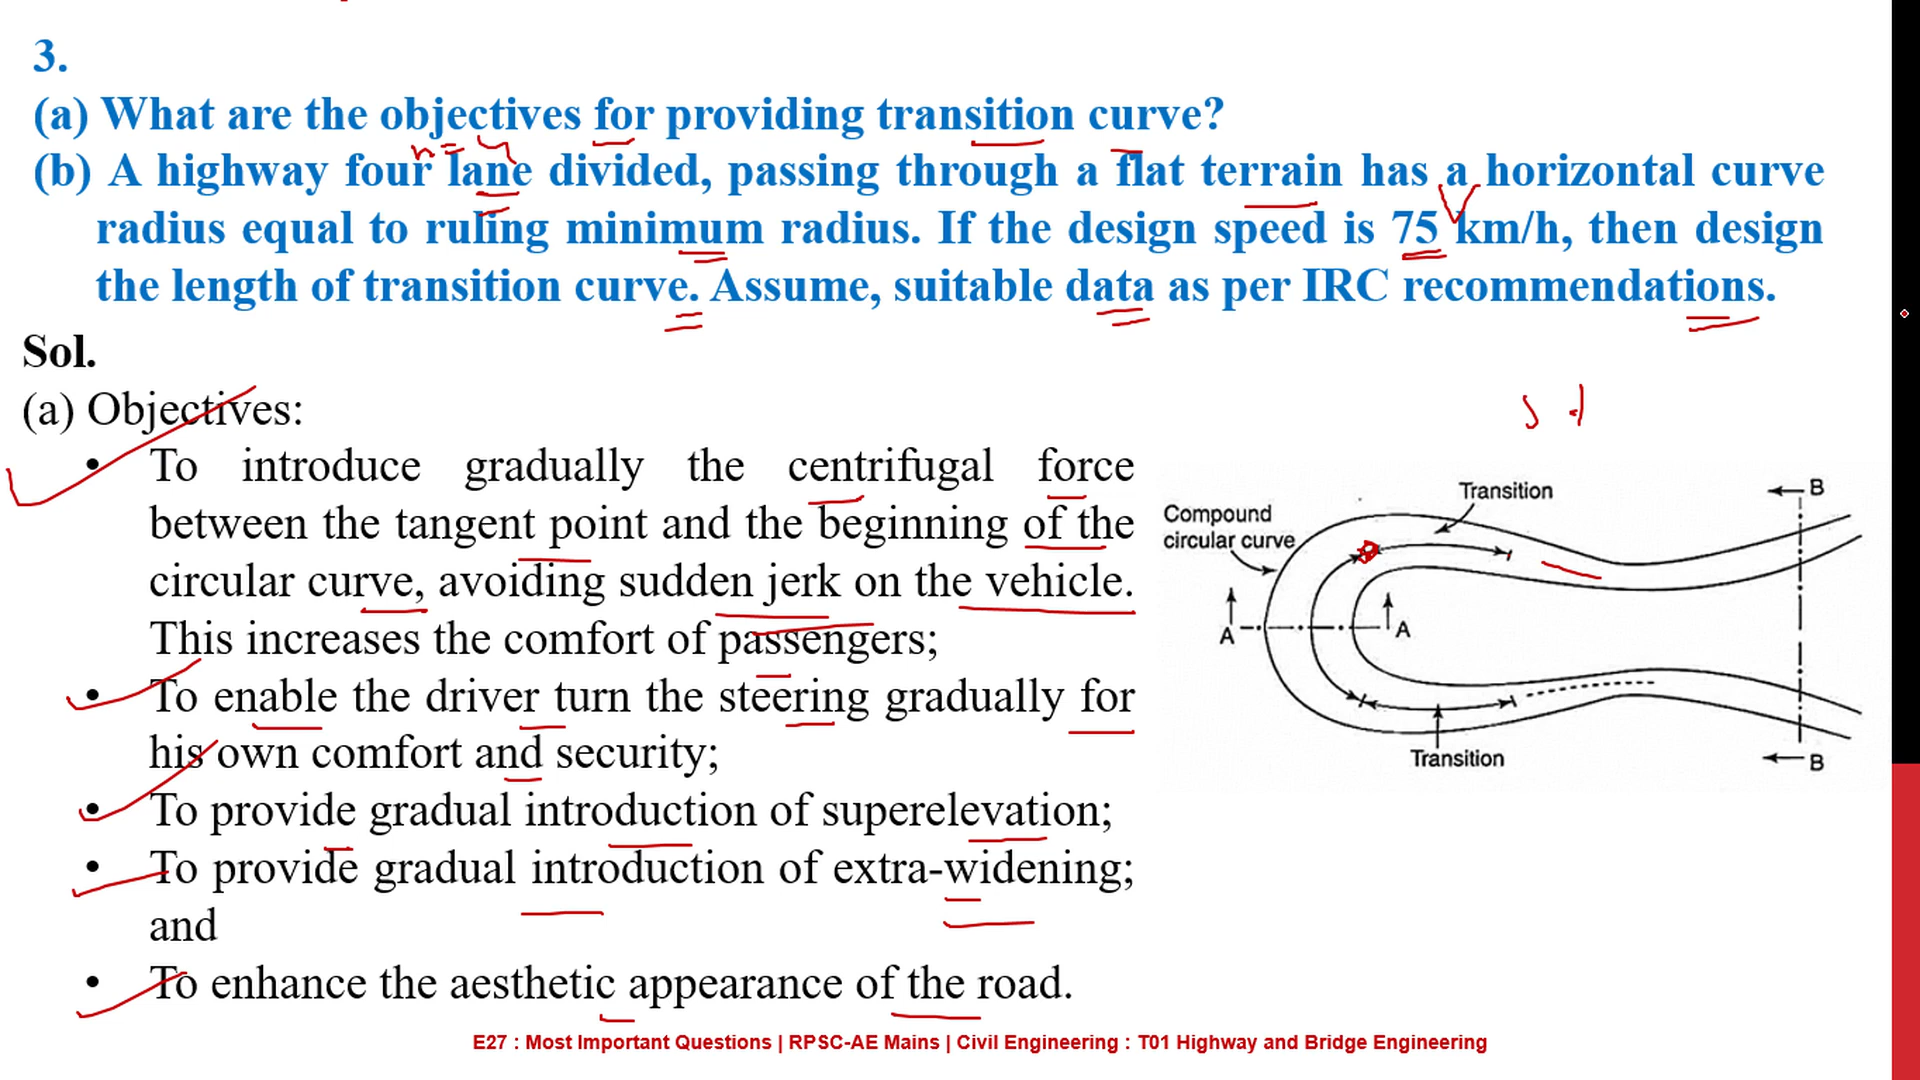 3.
(a) What are the objectives for providing transition curve?
(b) A highway four lane divided, passing through a flat terrain has a horizontal curve
radius equal to ruling minimum radius. If the design speed is 75 km/h, then design
the length of transition curve. Assume, suitable data as per IRC recommendations.
Sol.
(a) Objectives:
• To introduce gradually the centrifugal force
between the tangent point and the beginning of the
circular curve, avoiding sudden jerk on the vehicle.
This increases the comfort of passengers;
• To enable the driver turn the steering gradually for
his own comfort and security;
• To provide gradual introduction of superelevation;
• To provide gradual introduction of extra-widening;
and
• To enhance the aesthetic appearance of the road.
Transition
B
Compound
circular curve
A
A
Transition
B
E27 : Most Important Questions | RPSC-AE Mains | Civil Engineering : T01 Highway and Bridge Engineering